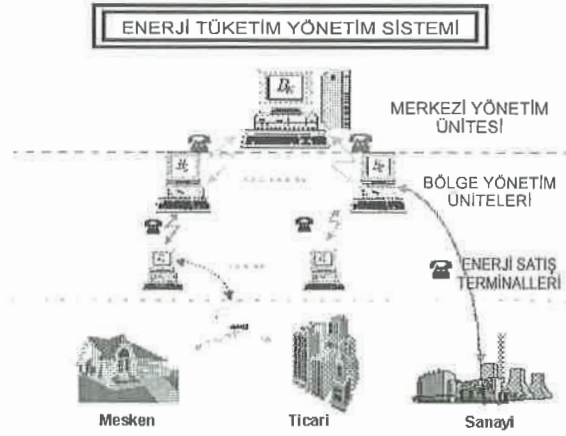 ENERJİ TÜKETİM YÖNETİM SİSTEMİ
MERKEZİ YÖNETİM
ÜNİTESİ
BÖLGE YÖNETİM
ÜNİTELERİ
ENERJİ SATIŞ
TERMİNALLERİ
Mesken
Ticari
Sanayi